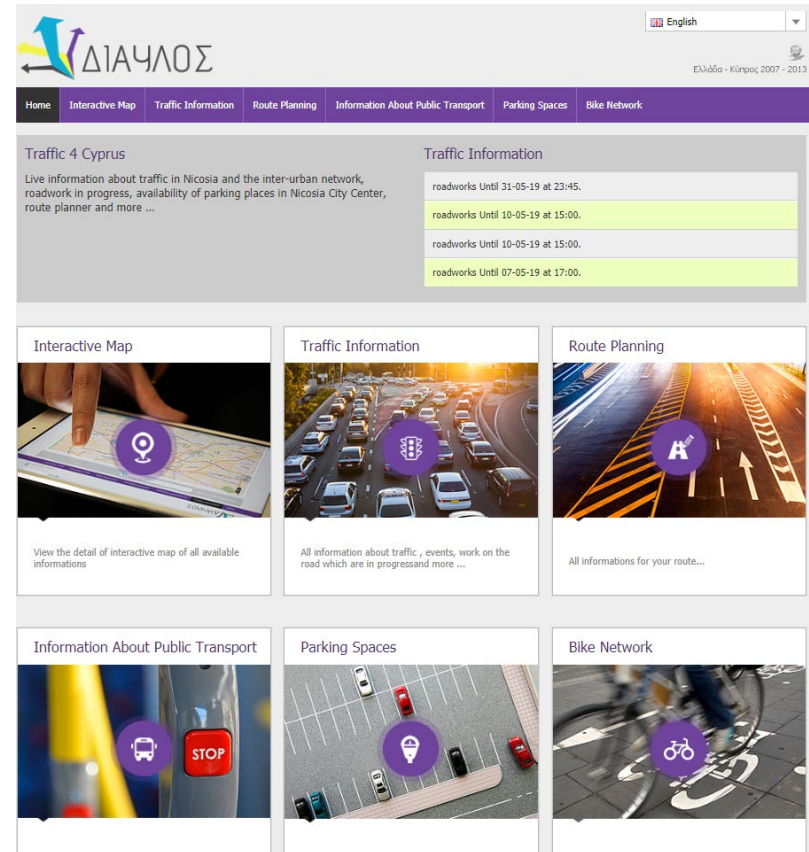 English
ΔΙΑΥΛΟΣ
Ελλάδα - Κύπρος 2007 - 2013
Home Interactive Map Traffic Information Route Planning Information About Public Transport Parking Spaces Bike Network
Traffic 4 Cyprus
Live information about traffic in Nicosia and the inter-urban network,
roadwork in progress, availability of parking places in Nicosia City Center,
route planner and more ...
Traffic Information
roadworks Until 31-05-19 at 23:45.
roadworks Until 10-05-19 at 15:00.
roadworks Until 10-05-19 at 15:00.
roadworks Until 07-05-19 at 17:00.
Interactive Map
View the detail of interactive map of all available
informations
Traffic Information
All information about traffic , events, work on the
road which are in progressand more ...
Route Planning
All informations for your route...
Information About Public Transport
STOP
Parking Spaces
Bike Network